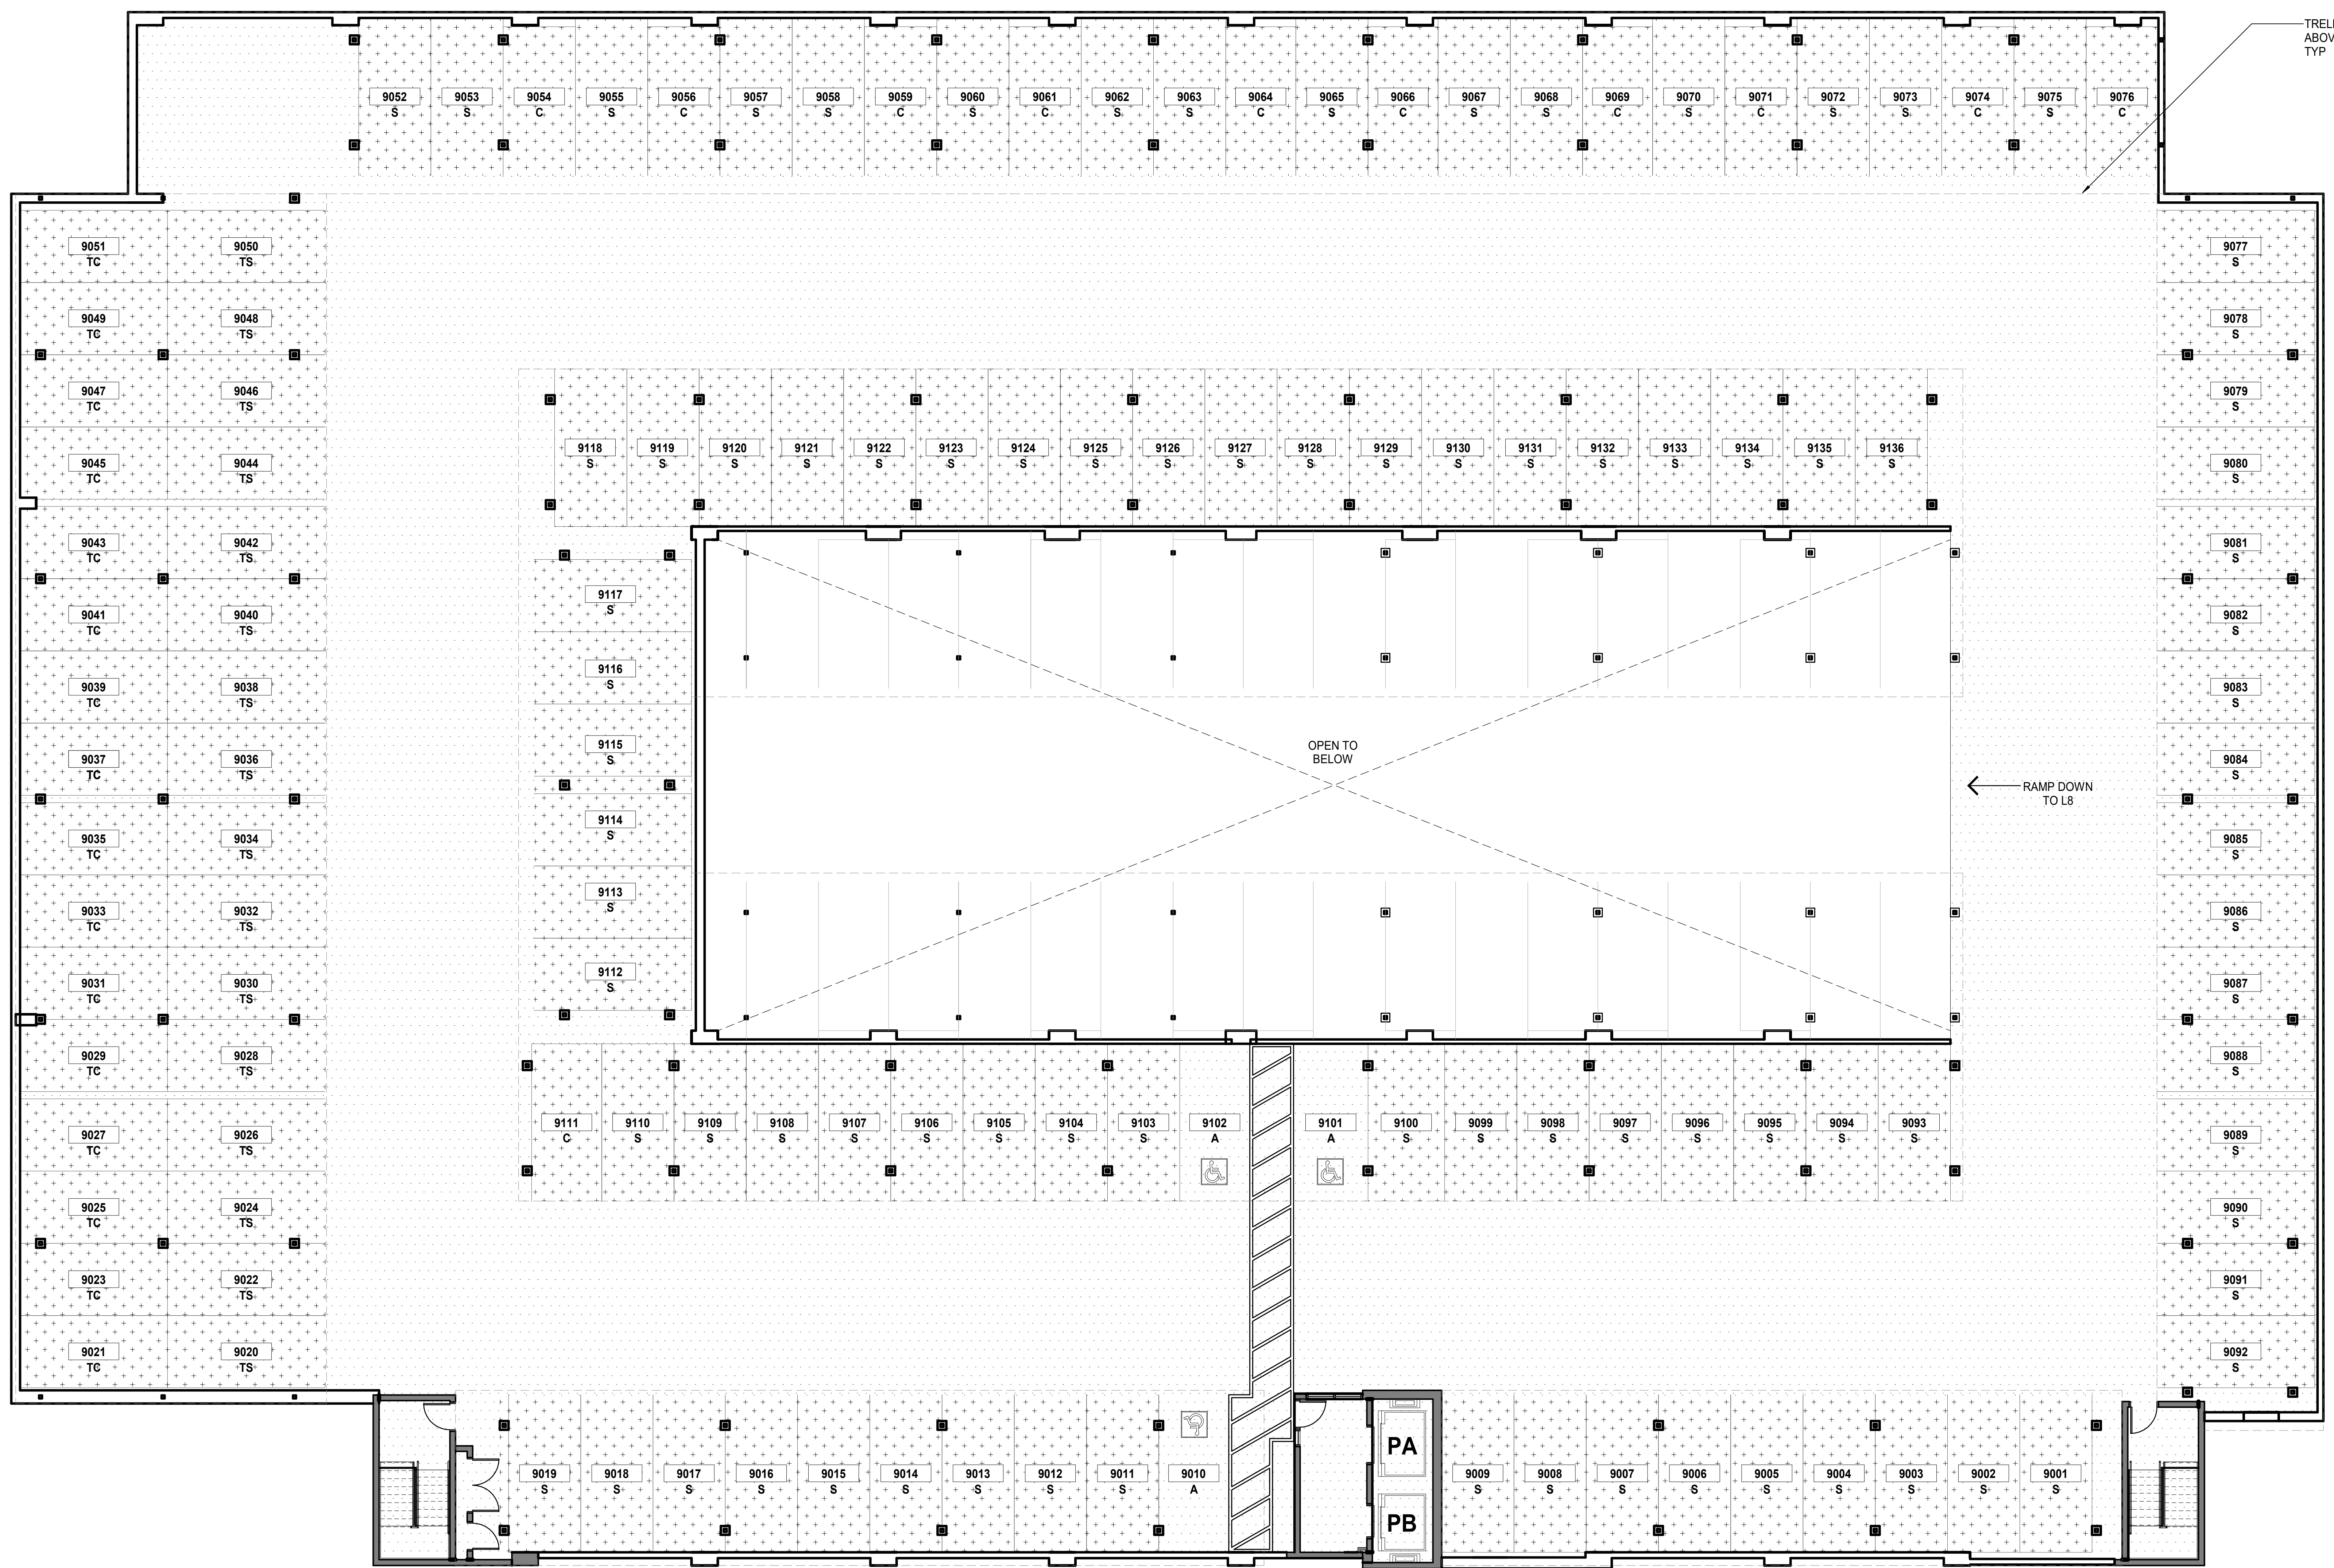 TREL
ABOV
TYP
9052 9053 9054 9055 9056 9057 9058 9059 9060 9061 9062 9063 9064 9065 9066 9067 9068 9069 9070 9071 9072 9073 9074 9075 9076
S S C S C S S C S C S S C S C S S C S C S S C S C
9051 9050 9077
TC TS S
9049 9048 9078
TC TS S
9047 9046 9079
TC TS S
9118 9119 9120 9121 9122 9123 9124 9125 9126 9127 9128 9129 9130 9131 9132 9133 9134 9135 9136
S S S S S S S S S S S S S S S S S S S
9045 9044 9080
TC TS S
9043 9042 9081
TC TS S
9117
S
9041 9040 9082
TC TS S
9116
S
9039 9038 9083
TC TS S
9115
S
OPEN TO
BELOW
9037 9036 9084
TC TS S
RAMP DOWN
TO L8
9114
S
9035 9034 9085
TC TS S
9113
S
9033 9032 9086
TC TS S
9112
S
9031 9030 9087
TC TS S
9029 9028 9088
TC TS S
9111 9110 9109 9108 9107 9106 9105 9104 9103 9102 9101 9100 9099 9098 9097 9096 9095 9094 9093
C S S S S S S S S A A S S S S S S S S
9027 9026 9089
TC TS S
9025 9024 9090
TC TS S
9023 9022 9091
TC TS S
9021 9020 9092
TC TS S
PA
9019 9018 9017 9016 9015 9014 9013 9012 9011 9010 9009 9008 9007 9006 9005 9004 9003 9002 9001
S S S S S S S S S A S S S S S S S S S
PB